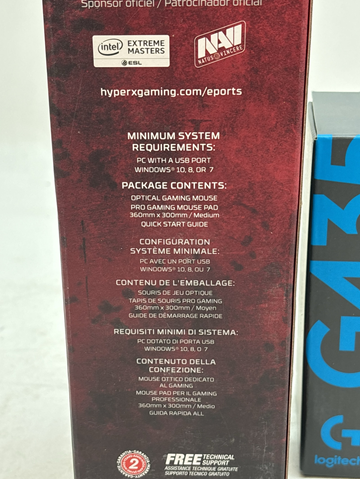 Sponsor oficiel / Patrocinador oficial
intel
EXTREME
MASTERS
ESL
NAVI
NATUS VINCERE
hyperxgaming.com/eports
MINIMUM SYSTEM
REQUIREMENTS:
PC WITH A USB PORT
WINDOWS® 10, 8, OR 7
PACKAGE CONTENTS:
OPTICAL GAMING MOUSE
PRO GAMING MOUSE PAD
360mm x 300mm / Medium
QUICK START GUIDE
CONFIGURATION
SYSTÈME MINIMALE:
PC AVEC UN PORT USB
WINDOWS® 10, 8, OU 7
CONTENU DE L'EMBALLAGE:
SOURIS DE JEU OPTIQUE
TAPIS DE SOURIS PRO GAMING
360mm x 300mm / Moyen
GUIDE DE DÉMARRAGE RAPIDE
REQUISITI MINIMI DI SISTEMA:
PC DOTATO DI PORTA USB
WINDOWS® 10, 8, O 7
CONTENUTO DELLA
CONFEZIONE:
MOUSE OTTICO DEDICATO
AL GAMING
MOUSE PAD PER IL GAMING
PROFESSIONALE
360mm x 300mm / Medio
GUIDA RAPIDA ALL
2
FREE TECHNICAL
SUPPORT
ASSISTANCE TECHNIQUE GRATUITE
SUPPORTO TECNICO GRATUITO
G435
logitech